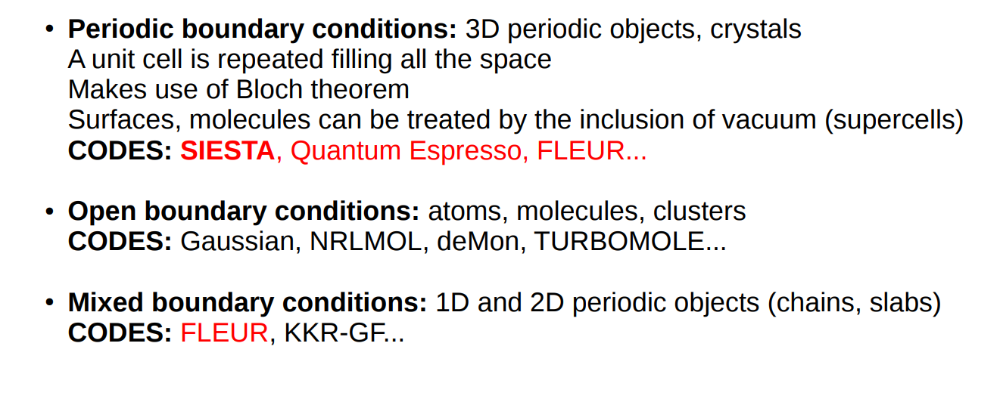 • Periodic boundary conditions: 3D periodic objects, crystals
A unit cell is repeated filling all the space
Makes use of Bloch theorem
Surfaces, molecules can be treated by the inclusion of vacuum (supercells)
CODES: SIESTA, Quantum Espresso, FLEUR...
• Open boundary conditions: atoms, molecules, clusters
CODES: Gaussian, NRLMOL, deMon, TURBOMOLE...
• Mixed boundary conditions: 1D and 2D periodic objects (chains, slabs)
CODES: FLEUR, KKR-GF...